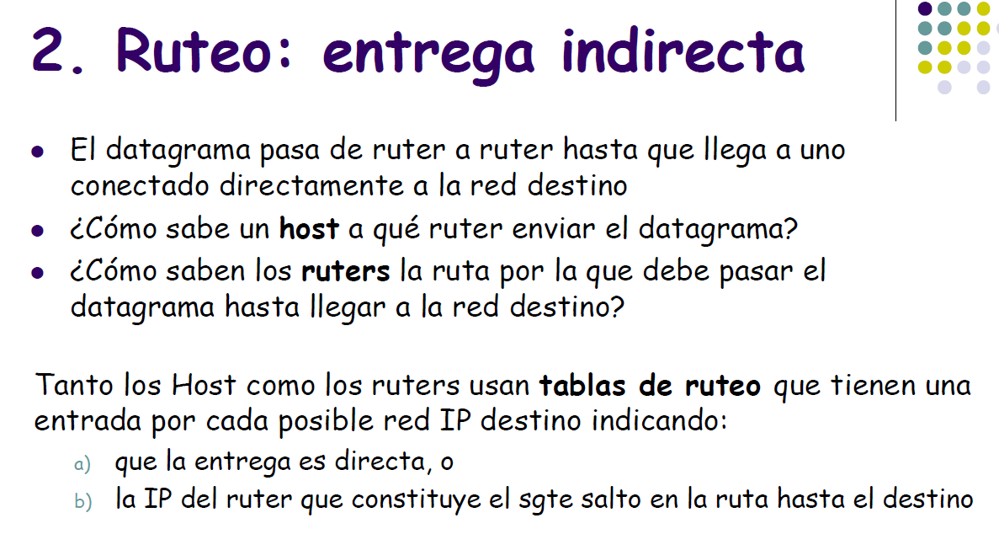 2. Ruteo: entrega indirecta
● El datagrama pasa de ruter a ruter hasta que llega a uno
conectado directamente a la red destino
● ¿Cómo sabe un host a qué ruter enviar el datagrama?
● ¿Cómo saben los ruters la ruta por la que debe pasar el
datagrama hasta llegar a la red destino?
Tanto los Host como los ruters usan tablas de ruteo que tienen una
entrada por cada posible red IP destino indicando:
a) que la entrega es directa, o
b) la IP del ruter que constituye el sgte salto en la ruta hasta el destino